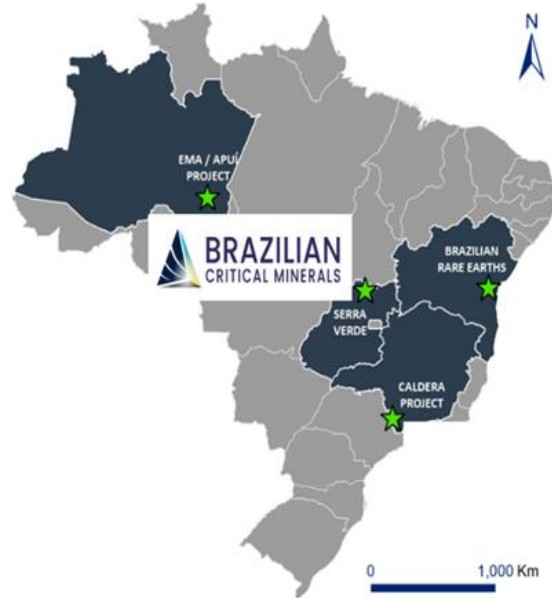 N
EMA / APUÍ
PROJECT
BRAZILIAN
CRITICAL MINERALS
BRAZILIAN
RARE EARTHS
SERRA
VERDE
CALDERA
PROJECT
0 1,000 Km